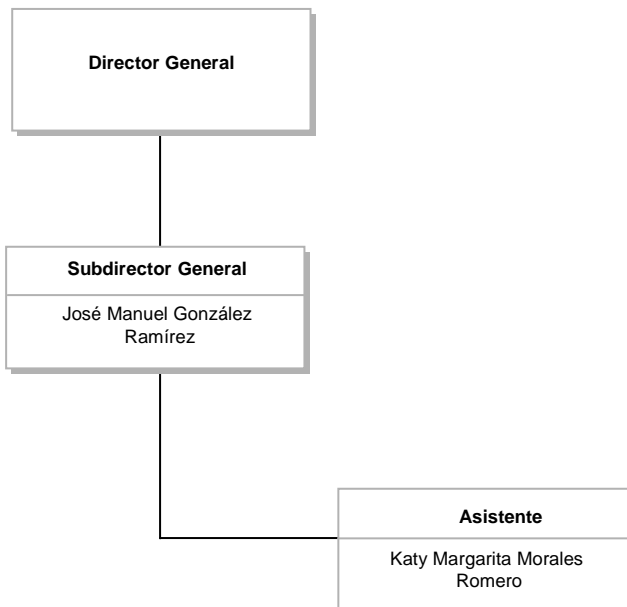 Director General
Subdirector General
José Manuel González
Ramírez
Asistente
Katy Margarita Morales
Romero